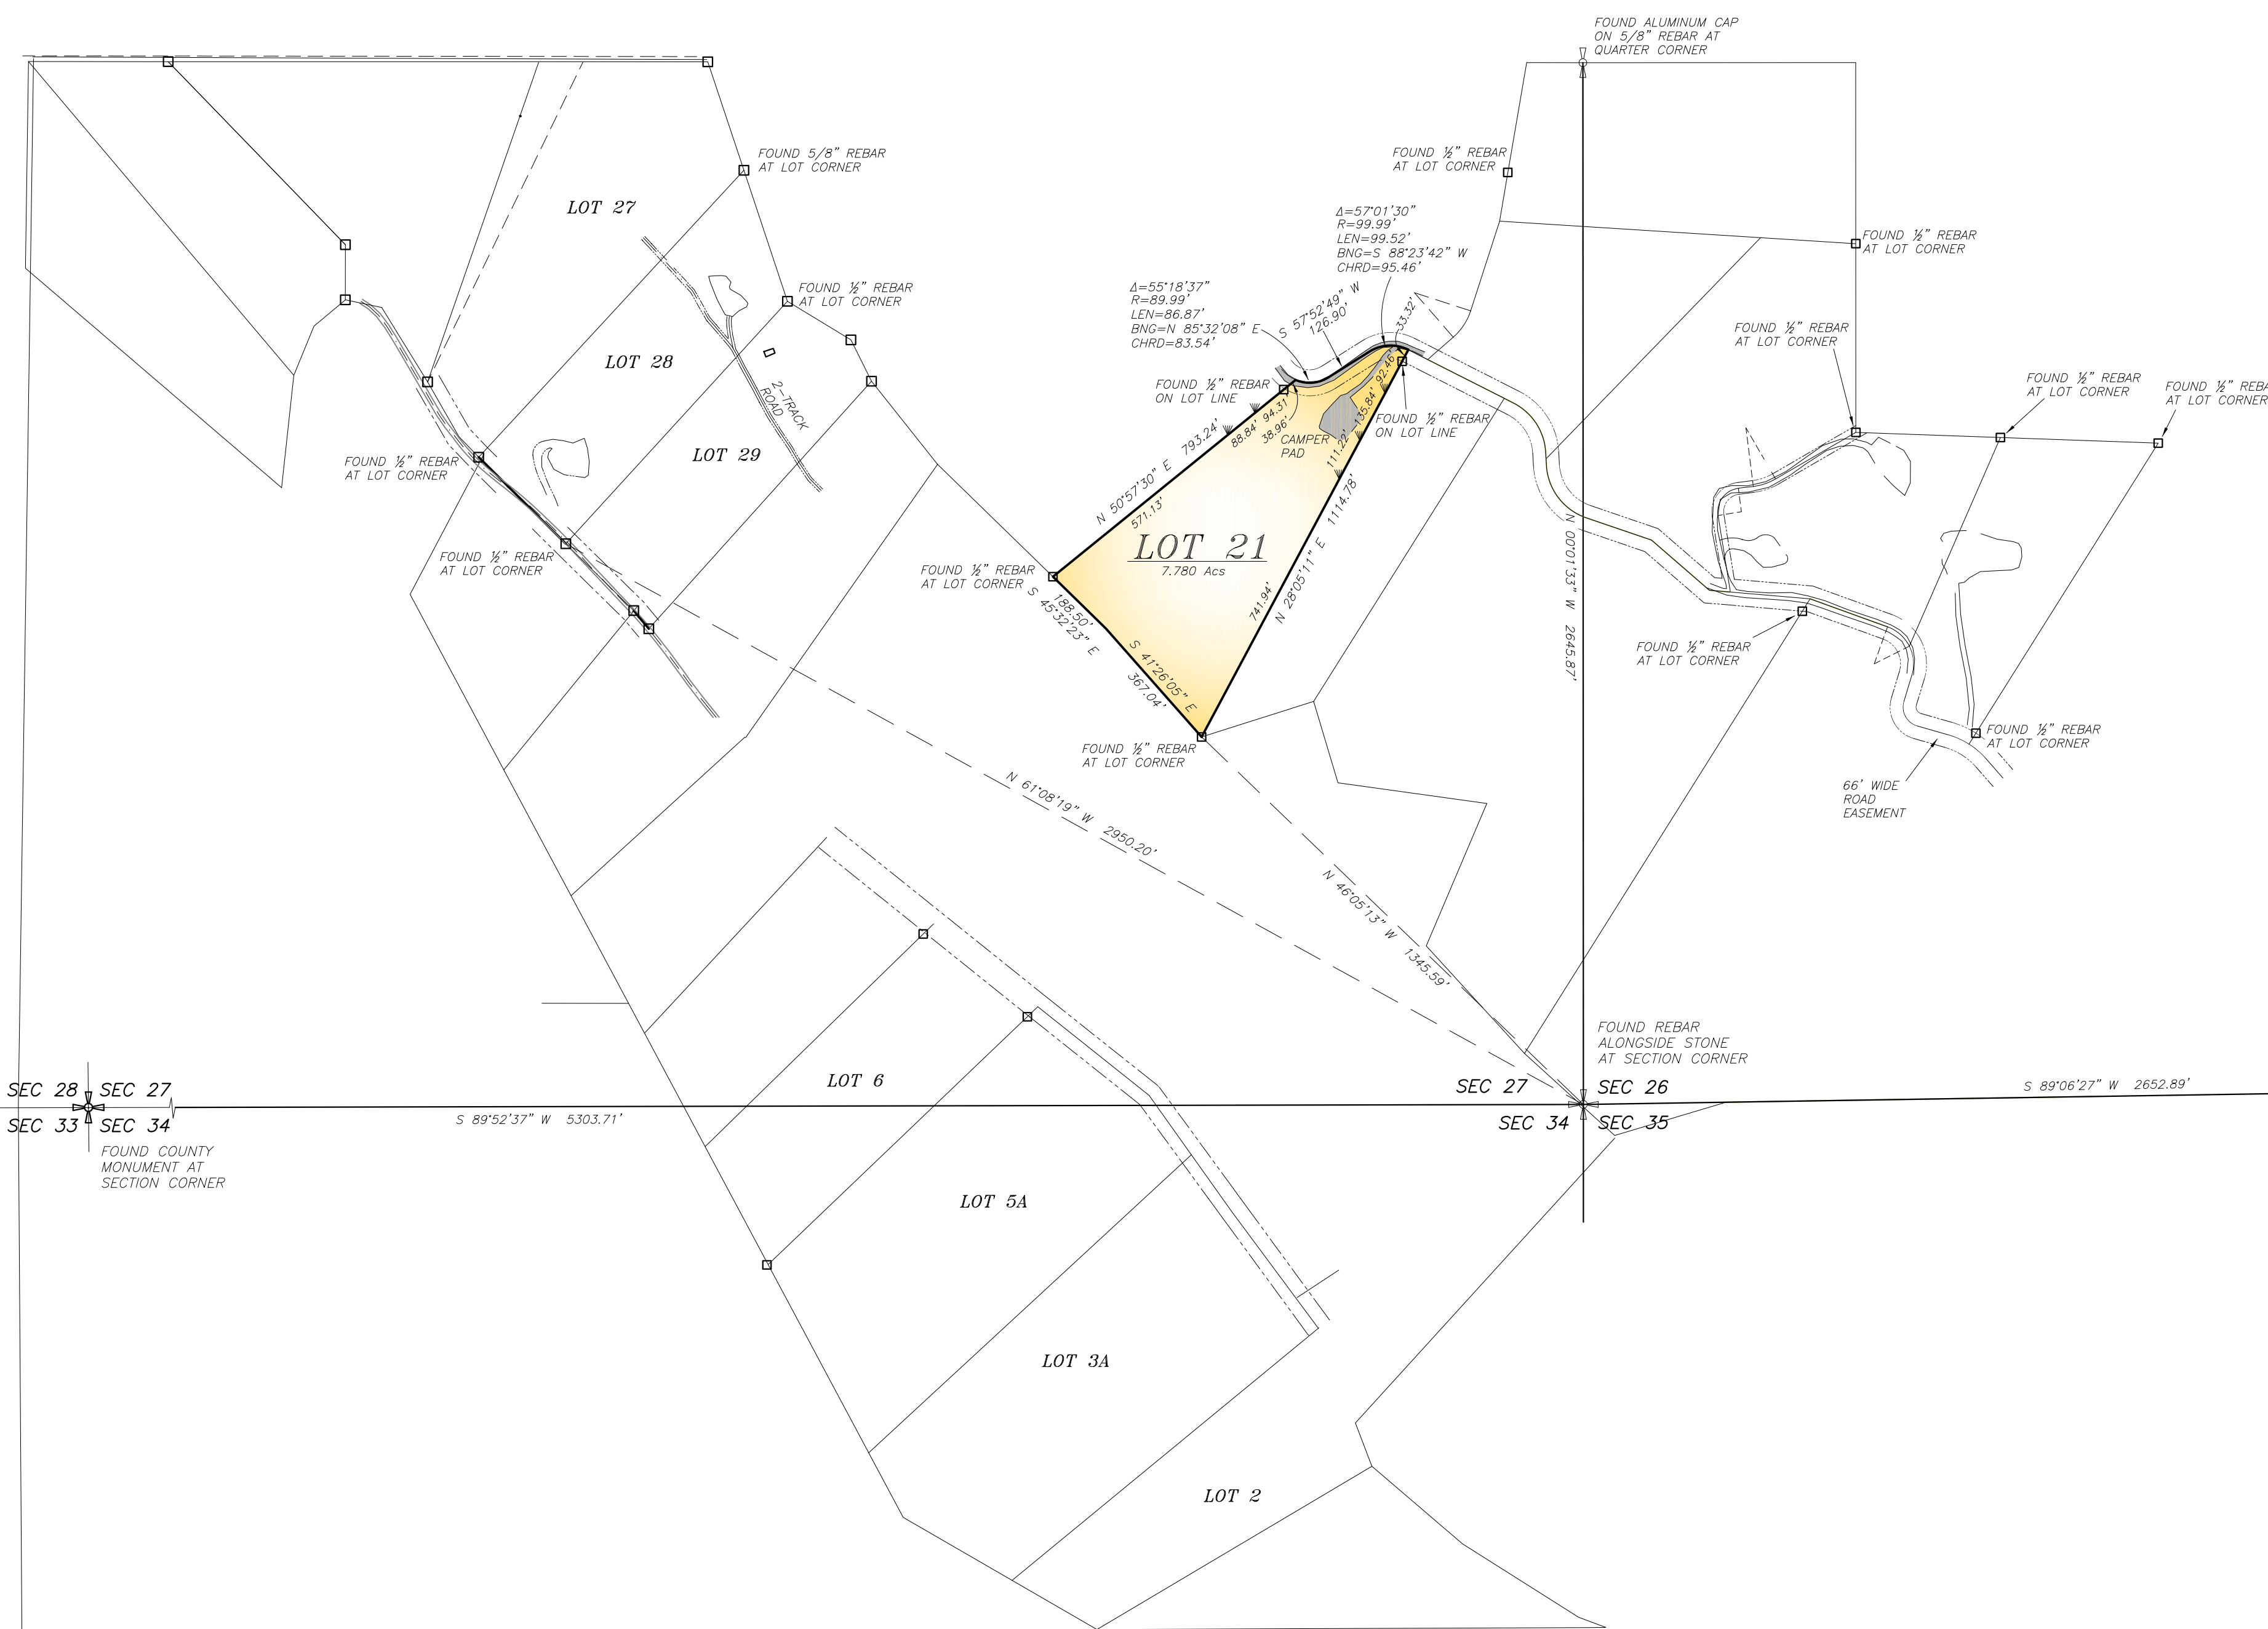 FOUND ALUMINUM CAP
ON 5/8" REBAR AT
QUARTER CORNER
FOUND 5/8" REBAR
AT LOT CORNER
FOUND ½" REBAR
AT LOT CORNER
LOT 27
Δ=57°01'30"
R=99.99'
LEN=99.52'
BNG=S 88°23'42" W
CHRD=95.46'
FOUND ½" REBAR
AT LOT CORNER
Δ=55°18'37"
R=89.99'
LEN=86.87'
BNG=N 85°32'08" E
CHRD=83.54'
S 57°52'49" W
126.90'
33.32'
FOUND ½" REBAR
AT LOT CORNER
FOUND ½" REBAR
AT LOT CORNER
LOT 28
2-TRACK
ROAD
FOUND ½" REBAR
ON LOT LINE
FOUND ½" REBAR
AT LOT CORNER
FOUND ½" REBA
AT LOT CORNER
92.46'
135.84'
111.22'
94.31'
88.84'
38.96'
CAMPER
PAD
FOUND ½" REBAR
ON LOT LINE
LOT 29
FOUND ½" REBAR
AT LOT CORNER
N 50°57'30" E 793.24'
571.13'
N 28°05'11" E 1114.78'
741.94'
LOT 21
7.780 Acs
FOUND ½" REBAR
AT LOT CORNER
FOUND ½" REBAR
AT LOT CORNER
188.50'
S 45°32'23" E
S 41°26'05" E
367.04'
N 00°01'33" W 2645.87'
FOUND ½" REBAR
AT LOT CORNER
FOUND ½" REBAR
AT LOT CORNER
FOUND ½" REBAR
AT LOT CORNER
66' WIDE
ROAD
EASEMENT
N 61°08'19" W 2950.20'
N 46°05'13" W 1345.59'
FOUND REBAR
ALONGSIDE STONE
AT SECTION CORNER
SEC 28 SEC 27
SEC 33 SEC 34
FOUND COUNTY
MONUMENT AT
SECTION CORNER
S 89°52'37" W 5303.71'
LOT 6
SEC 27 SEC 26
SEC 34 SEC 35
S 89°06'27" W 2652.89'
LOT 5A
LOT 3A
LOT 2